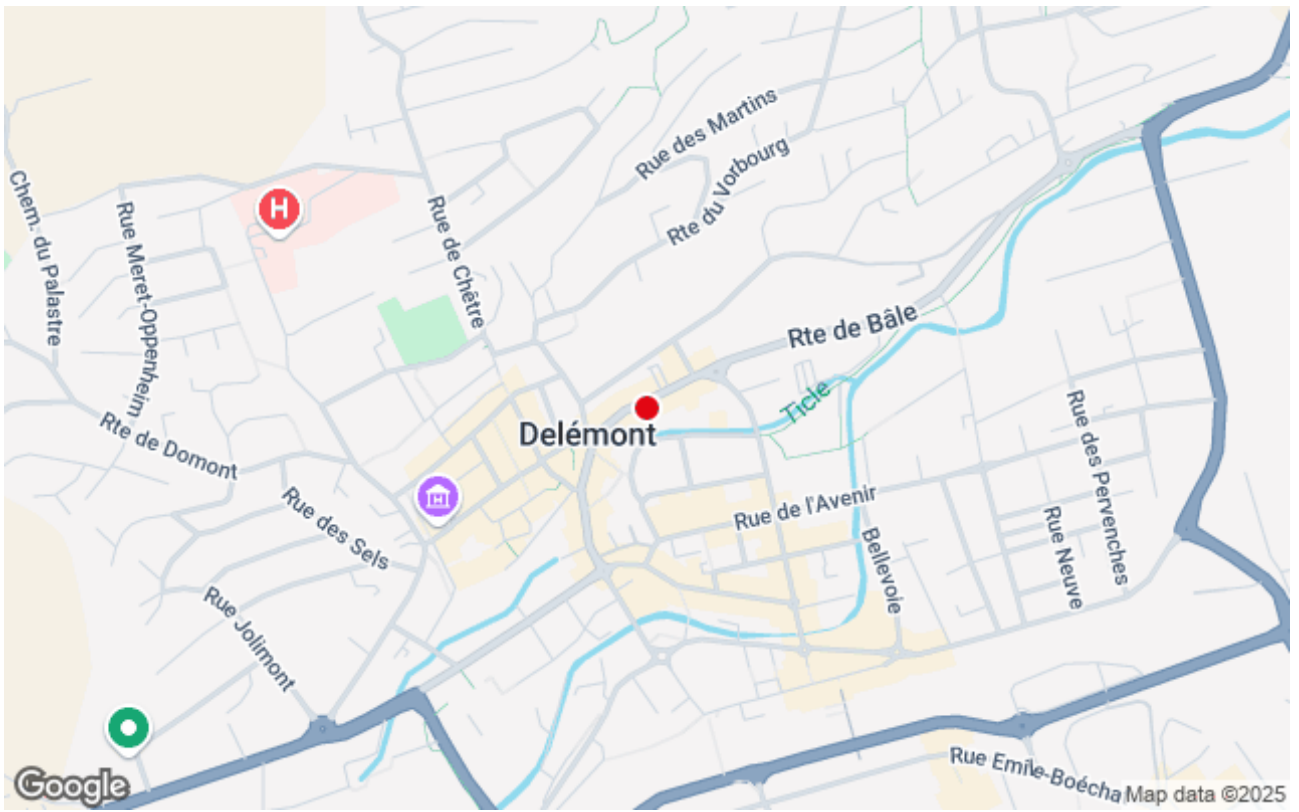 Rue des Martins
Rte du Vorbourg
H
Chem. du Palastre
Rue Meret-Oppenheim
Rue de Chêtre
Rte de Bâle
Ticle
Delémont
Rte de Domont
Rue des Sels
Rue de l'Avenir
Rue des Pervenches
Rue Neuve
Bellevoie
Rue Jolimont
Rue Emile-Boécha
Google
Map data ©2025